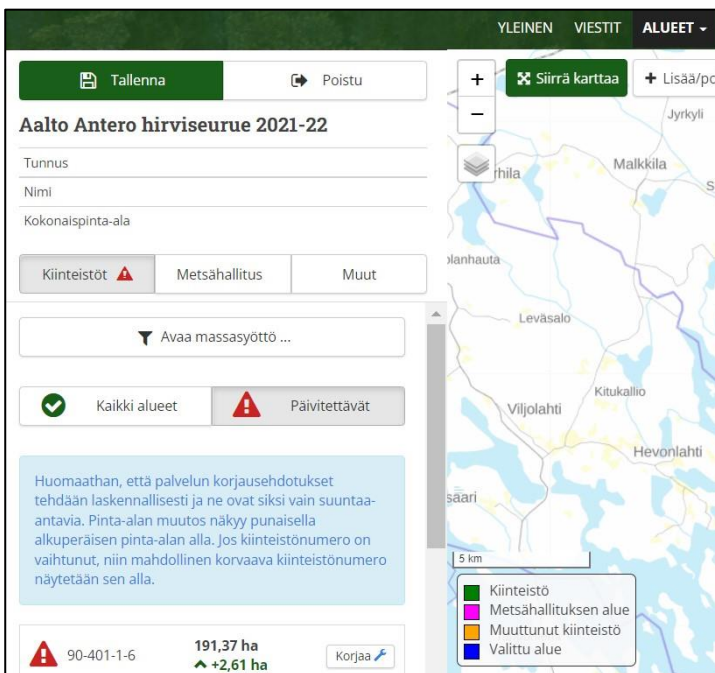 YLEINEN VIESTIT ALUEET
Tallenna
Poistu
Aalto Antero hirviseurue 2021-22
Tunnus
Nimi
Kokonaispinta-ala
Kiinteistöt
Metsähallitus
Muut
Avaa massasyöttö ...
Kaikki alueet
Päivitettävät
Huomaathan, että palvelun korjausehdotukset
tehdään laskennallisesti ja ne ovat siksi vain suuntaa-
antavia. Pinta-alan muutos näkyy punaisella
alkuperäisen pinta-alan alla. Jos kiinteistönumero on
vaihtunut, niin mahdollinen korvaava kiinteistönumero
näytetään sen alla.
90-401-1-6
191,37 ha
+2,61 ha
Korjaa
+
−
Siirrä karttaa
+ Lisää/po
Jyrkyli
Malkkila
rhila
S
olanhauta
Leväsalo
Kitukallio
Viljolahti
Hevonlahti
saari
5 km
Kiinteistö
Metsähallituksen alue
Muuttunut kiinteistö
Valittu alue